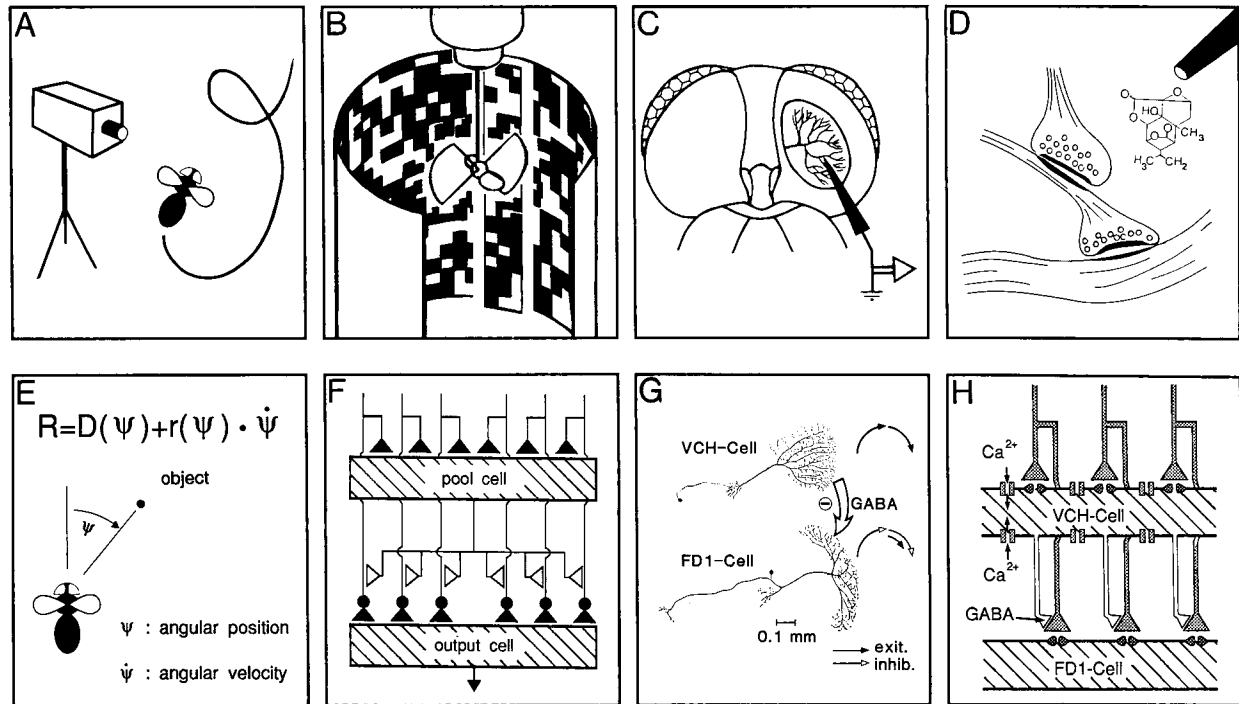 A
B
C
D
O
O
HO
O
O
CH3
H3C
CH2
E
R=D(ψ)+r(ψ)·ψ̇
object
ψ
ψ : angular position
ψ̇ : angular velocity
F
pool cell
output cell
G
VCH-Cell
⊖
GABA
FD1-Cell
0.1 mm
exit.
inhib.
H
Ca2+
VCH-Cell
Ca2+
GABA
FD1-Cell